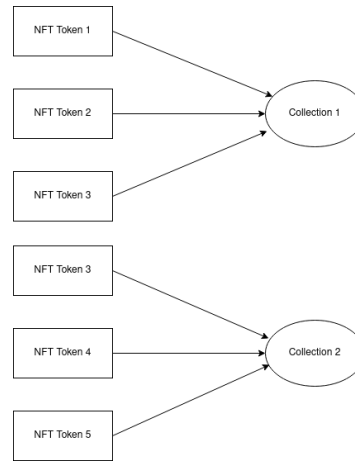 NFT Token 1
NFT Token 2
Collection 1
NFT Token 3
NFT Token 3
NFT Token 4
Collection 2
NFT Token 5